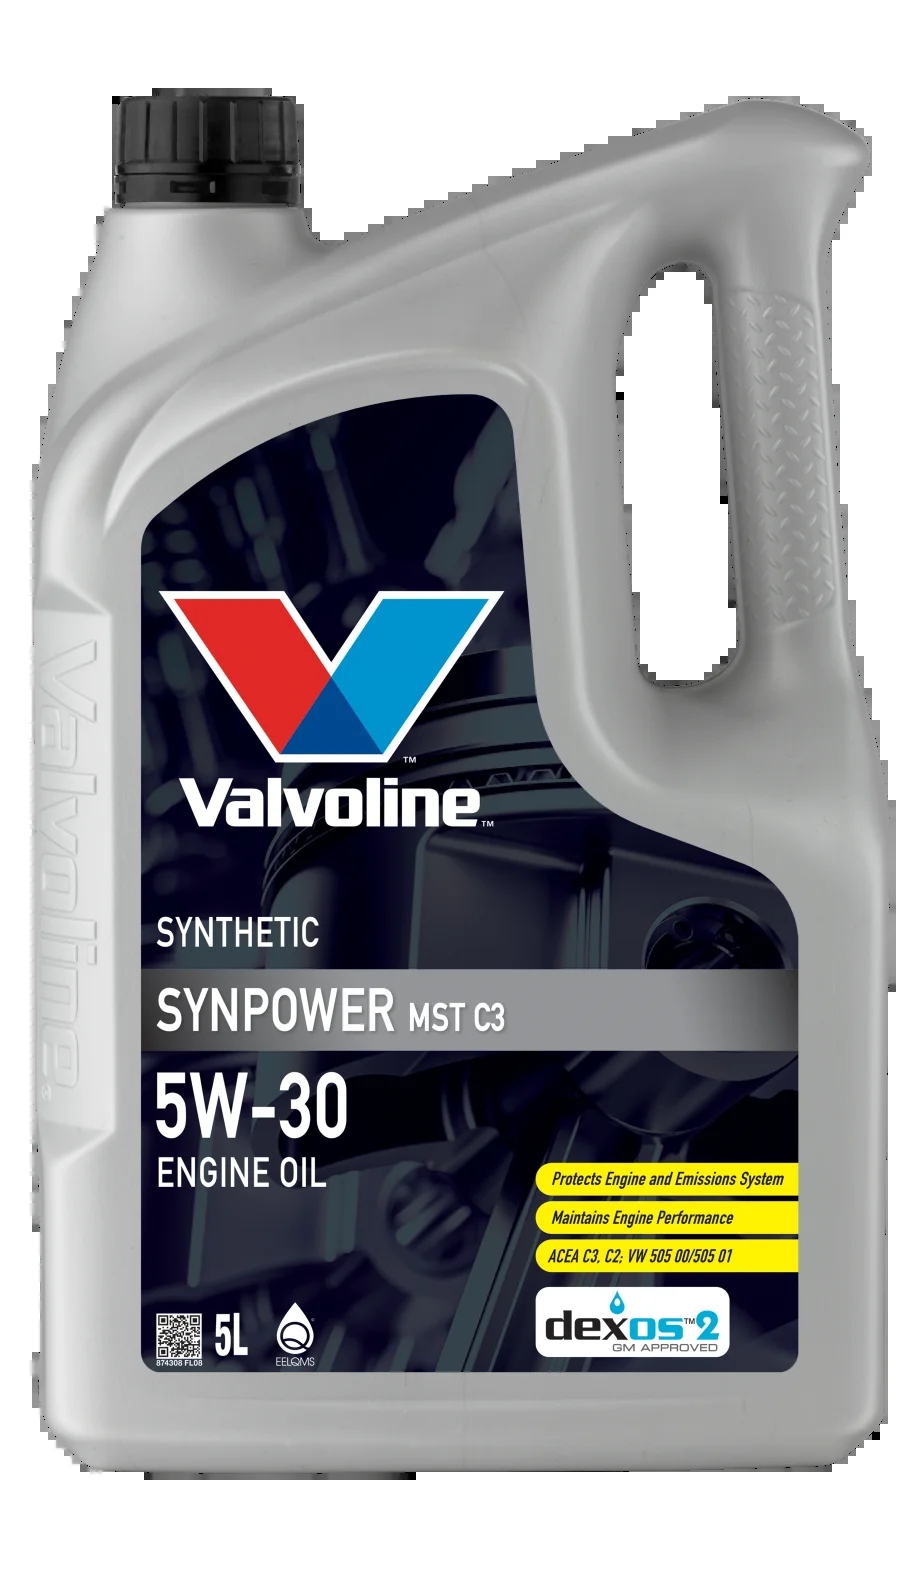 Valvoline
™
Valvoline™
SYNTHETIC
SYNPOWER MST C3
5W-30
ENGINE OIL
Protects Engine and Emissions System
Maintains Engine Performance
ACEA C3, C2; VW 505 00/505 01
5L
EELQMS
874308 FL08
dexos™2
GM APPROVED